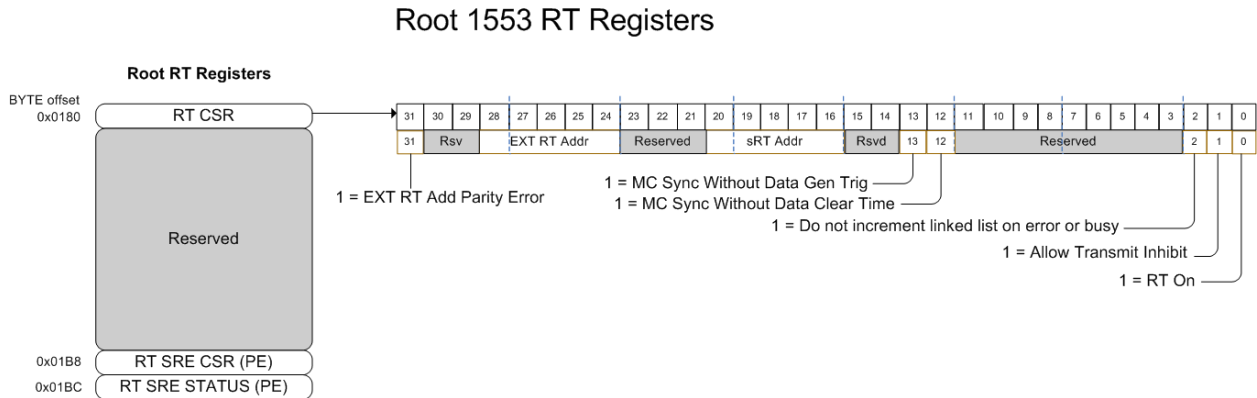 Root 1553 RT Registers
Root RT Registers
BYTE offset
0x0180
RT CSR
31 30 29 28 27 26 25 24 23 22 21 20 19 18 17 16 15 14 13 12 11 10 9 8 7 6 5 4 3 2 1 0
31 Rsv EXT RT Addr Reserved sRT Addr Rsvd 13 12 Reserved 2 1 0
1 = EXT RT Add Parity Error
1 = MC Sync Without Data Gen Trig
1 = MC Sync Without Data Clear Time
1 = Do not increment linked list on error or busy
1 = Allow Transmit Inhibit
1 = RT On
Reserved
0x01B8 RT SRE CSR (PE)
0x01BC RT SRE STATUS (PE)